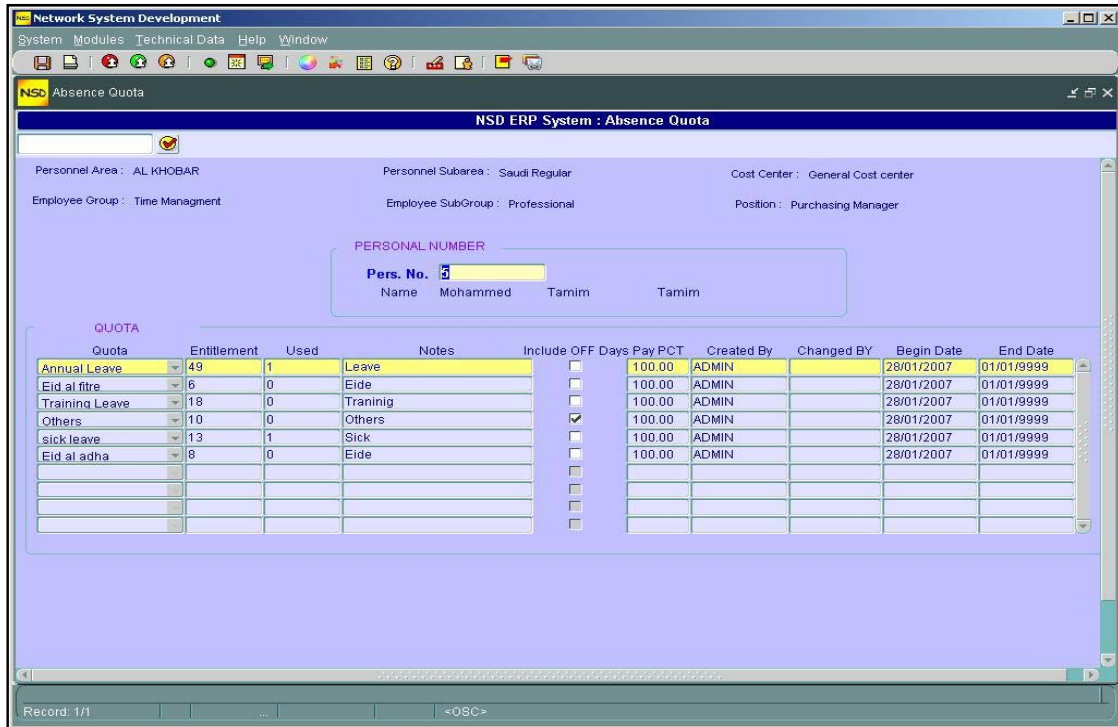 NSD Network System Development
System Modules Technical Data Help Window
NSD Absence Quota
NSD ERP System : Absence Quota
Personnel Area : AL KHOBAR Personnel Subarea : Saudi Regular Cost Center : General Cost center
Employee Group : Time Managment Employee SubGroup : Professional Position : Purchasing Manager
PERSONAL NUMBER
Pers. No. 5
Name Mohammed Tamim Tamim
QUOTA
Quota Entitlement Used Notes Include OFF Days Pay PCT Created By Changed BY Begin Date End Date
Annual Leave 49 1 Leave 100.00 ADMIN 28/01/2007 01/01/9999
Eid al fitre 6 0 Eide 100.00 ADMIN 28/01/2007 01/01/9999
Training Leave 18 0 Traninig 100.00 ADMIN 28/01/2007 01/01/9999
Others 10 0 Others 100.00 ADMIN 28/01/2007 01/01/9999
sick leave 13 1 Sick 100.00 ADMIN 28/01/2007 01/01/9999
Eid al adha 8 0 Eide 100.00 ADMIN 28/01/2007 01/01/9999
Record: 1/1 ... <OSC>